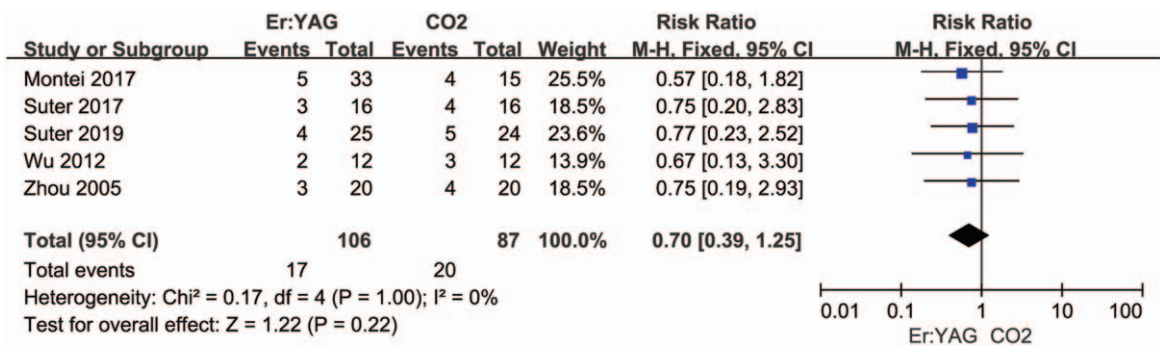 Er:YAG CO2 Risk Ratio Risk Ratio
Study or Subgroup Events Total Events Total Weight M-H, Fixed, 95% CI M-H, Fixed, 95% CI
Montei 2017 5 33 4 15 25.5% 0.57 [0.18, 1.82]
Suter 2017 3 16 4 16 18.5% 0.75 [0.20, 2.83]
Suter 2019 4 25 5 24 23.6% 0.77 [0.23, 2.52]
Wu 2012 2 12 3 12 13.9% 0.67 [0.13, 3.30]
Zhou 2005 3 20 4 20 18.5% 0.75 [0.19, 2.93]
Total (95% CI) 106 87 100.0% 0.70 [0.39, 1.25]
Total events 17 20
Heterogeneity: Chi² = 0.17, df = 4 (P = 1.00); I² = 0%
Test for overall effect: Z = 1.22 (P = 0.22)
0.01 0.1 1 10 100
Er:YAG CO2